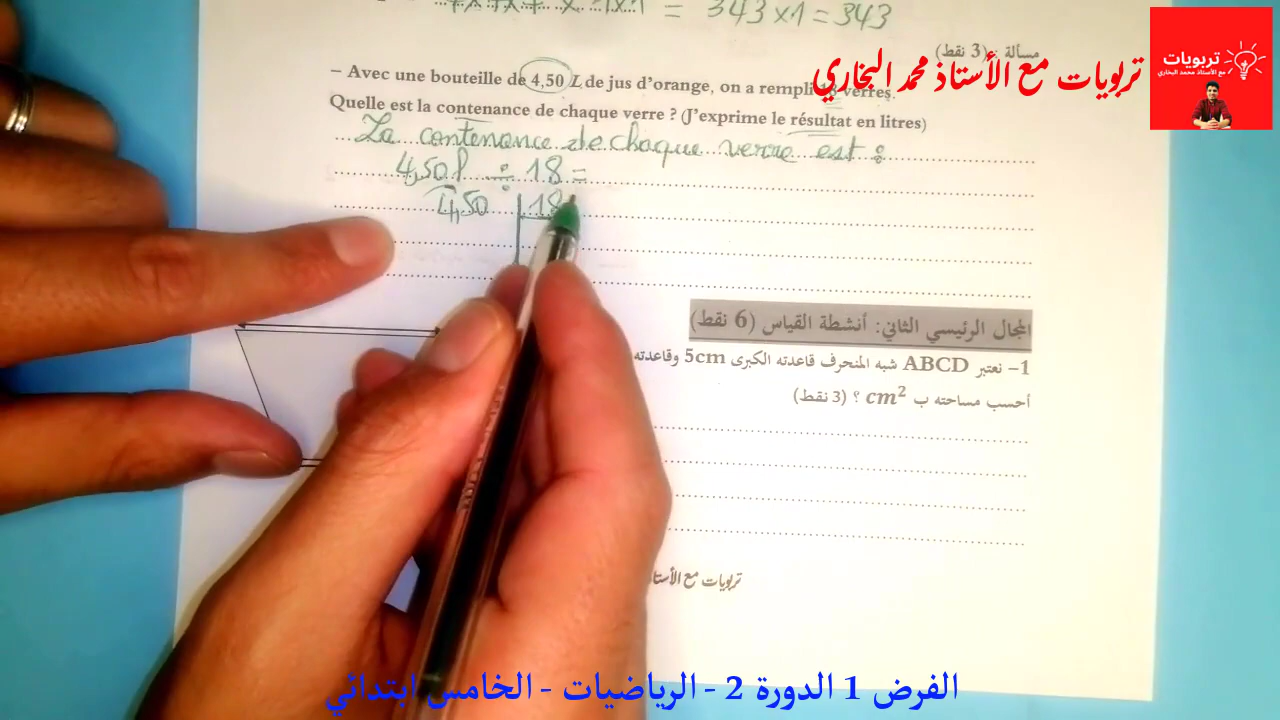 = 343 x 1 = 343
مسألة : (3 نقط)
تربويات مع الأستاذ محمد البخاري
تربويات
مع الأستاذ محمد البخاري
– Avec une bouteille de 4,50 L de jus d'orange, on a rempli 18 verres.
Quelle est la contenance de chaque verre ? (J'exprime le résultat en litres)
La contenance de chaque verre est :
4,50 l ÷ 18 =
4,50 18
المجال الرئيسي الثاني: أنشطة القياس (6 نقط)
1– نعتبر ABCD شبه المنحرف قاعدته الكبرى 5cm وقاعدته
أحسب مساحته ب cm² ؟ (3 نقط)
تربويات مع الأستا
الفرض 1 الدورة 2 - الرياضيات - الخامس ابتدائي